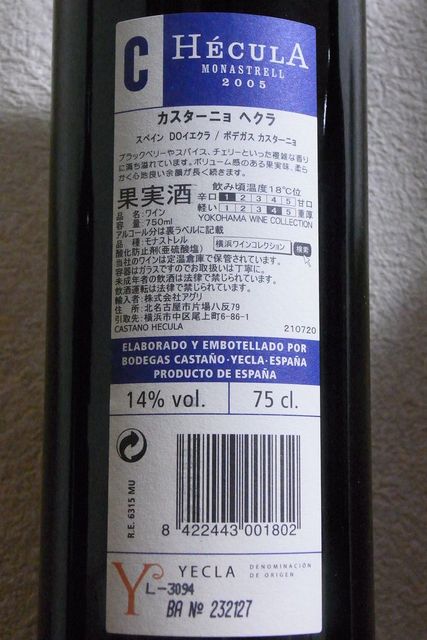 C HÉCULA
MONASTRELL
2005
カスターニョ ヘクラ
スペイン DOイエクラ / ボデガス カスターニョ
ブラックベリーやスパイス、チェリーといった複雑な香り
に満ち溢れています。ボリューム感のある果実味、柔ら
かく心地良い余韻が長く続きます。
果実酒 飲み頃温度18℃位
辛口 1 2 3 4 5 甘口
軽い 1 2 3 4 5 重厚
品名:ワイン
YOKOHAMA WINE COLLECTION
容量:750ml
アルコール分は裏ラベルに記載
品種:モナストレル
横浜ワインコレクション 検索
酸化防止剤(亜硫酸塩)
当社のワインは定温倉庫で保管されています。
容器はガラスですのでお取扱いは丁寧に。
未成年者の飲酒は法律で禁じられています。
飲酒運転は法律で禁じられています。
輸入者:株式会社アグリ
住所:北名古屋市片場八反79
引取先:横浜市中区尾上町6-86-1
CASTANO HECULA 210720
ELABORADO Y EMBOTELLADO POR
BODEGAS CASTAÑO·YECLA·ESPAÑA
PRODUCTO DE ESPAÑA
14% vol. 75 cl.
R.E. 6315 MU
8 422443 001802
Y YECLA DENOMINACIÓN
DE ORIGEN
L-3094
BA Nº 232127